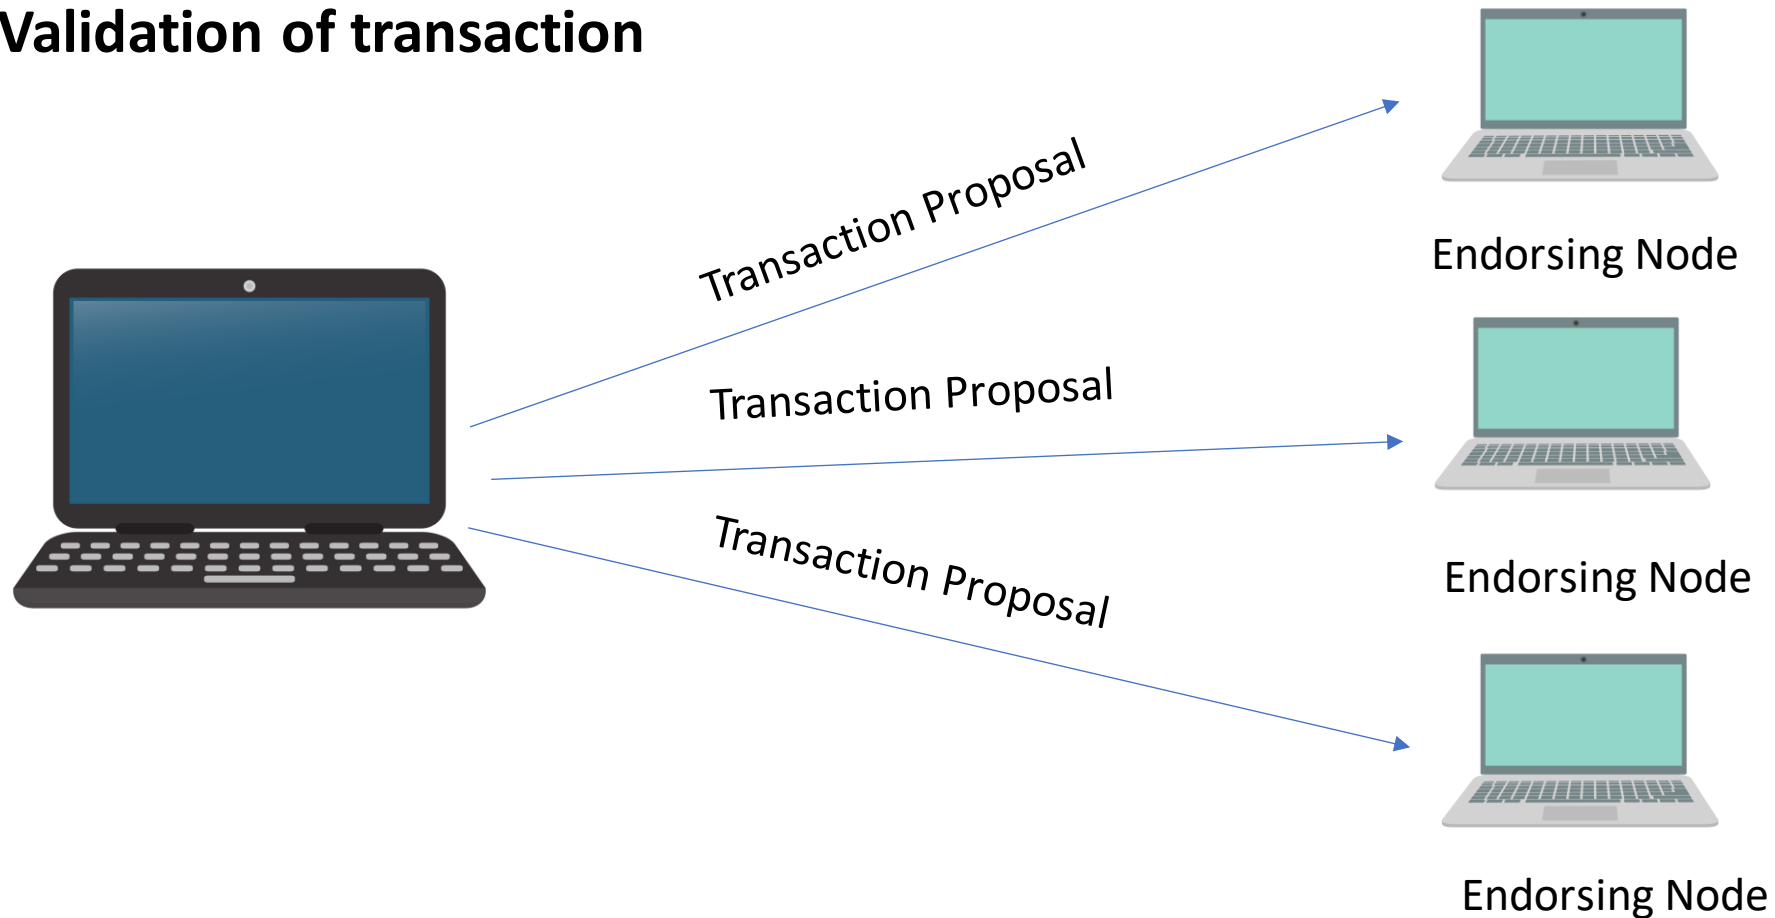 Validation of transaction
Transaction Proposal
Endorsing Node
Transaction Proposal
Endorsing Node
Transaction Proposal
Endorsing Node